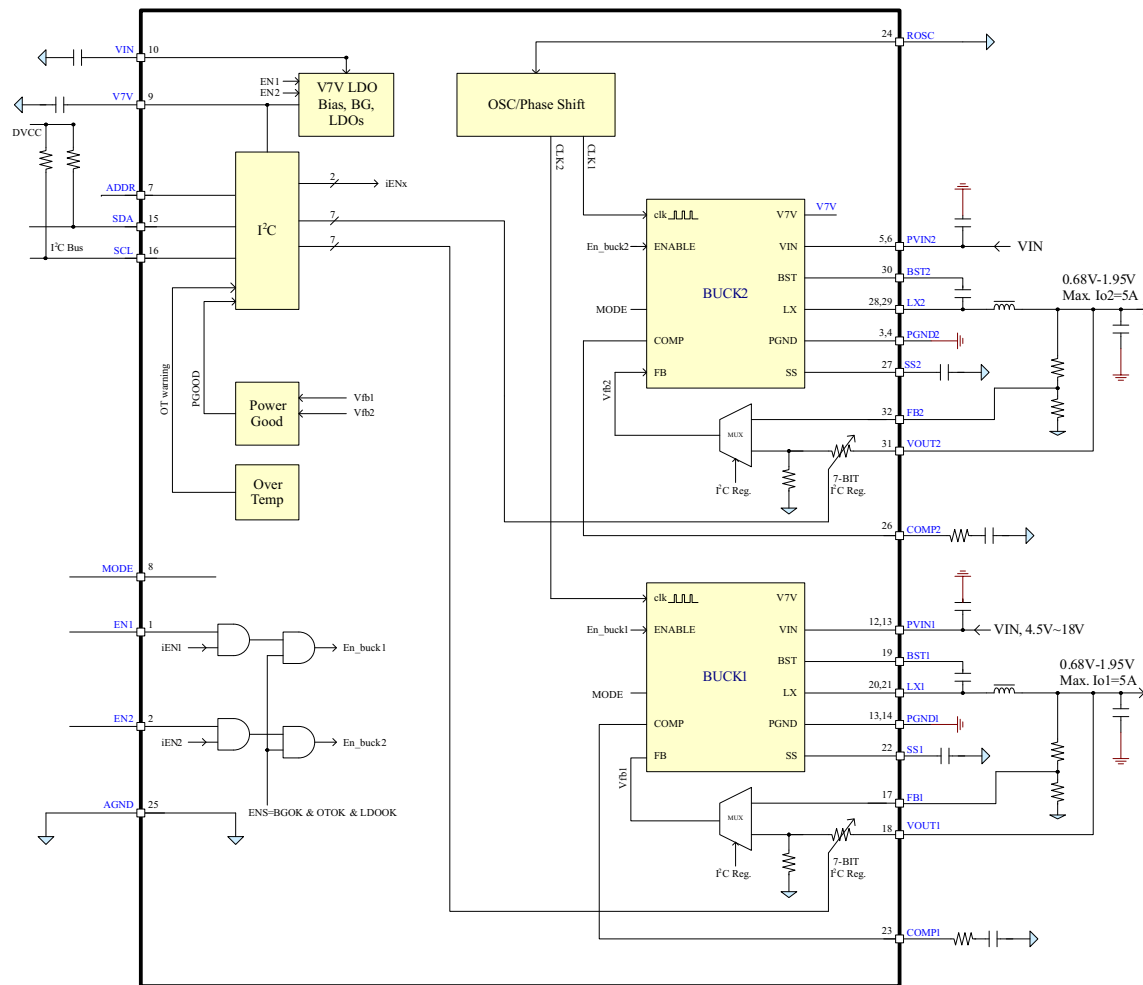 24
ROSC
VIN
10
EN1
EN2
V7V LDO
Bias, BG,
LDOs
OSC/Phase Shift
V7V
9
DVCC
CLK2
CLK1
ADDR
7
SDA
15
I²C Bus
SCL
16
I²C
2
iENx
7
7
clk
V7V
V7V
En_buck2
ENABLE
VIN
5,6
PVIN2
VIN
BST
30
BST2
BUCK2
MODE
LX
28,29
LX2
0.68V-1.95V
Max. Io2=5A
COMP
PGND
3,4
PGND2
FB
SS
27
SS2
OT warning
PGOOD
Power
Good
Vfb1
Vfb2
Vfb2
MUX
32
FB2
31
VOUT2
I²C Reg.
7-BIT
I²C Reg.
Over
Temp
26
COMP2
MODE
8
EN1
1
iEN1
En_buck1
EN2
2
iEN2
En_buck2
ENS=BGOK & OTOK & LDOOK
AGND
25
clk
V7V
En_buck1
ENABLE
VIN
12,13
PVIN1
VIN, 4.5V~18V
BST
19
BST1
BUCK1
MODE
LX
20,21
LX1
0.68V-1.95V
Max. Io1=5A
COMP
PGND
13,14
PGND1
FB
SS
22
SS1
Vfb1
MUX
17
FB1
18
VOUT1
I²C Reg.
7-BIT
I²C Reg.
23
COMP1